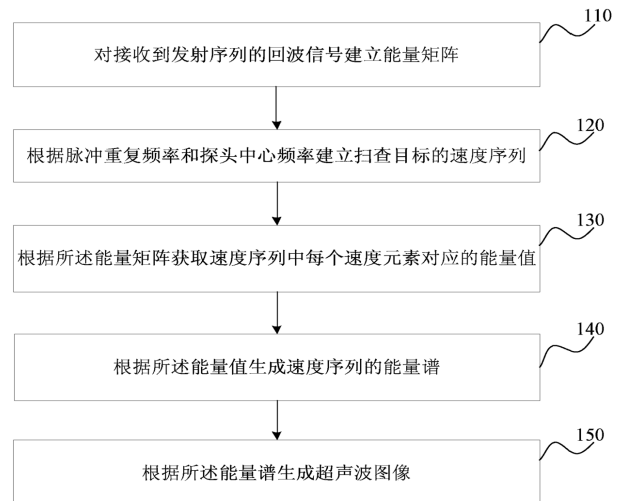 110
对接收到发射序列的回波信号建立能量矩阵
120
根据脉冲重复频率和探头中心频率建立扫查目标的速度序列
130
根据所述能量矩阵获取速度序列中每个速度元素对应的能量值
140
根据所述能量值生成速度序列的能量谱
150
根据所述能量谱生成超声波图像